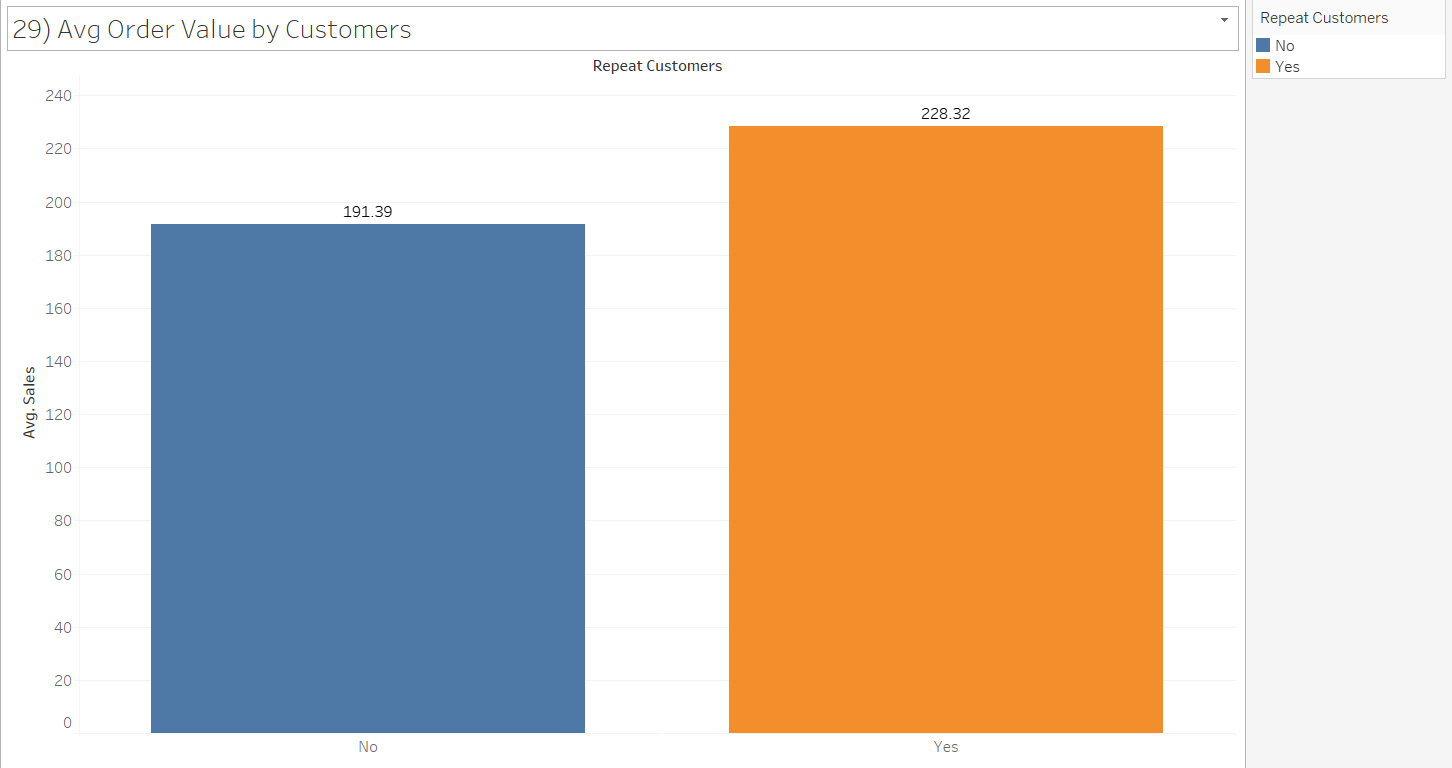 29) Avg Order Value by Customers
Repeat Customers
No
Yes
Repeat Customers
240
220
200
180
160
140
120
100
80
60
40
20
0
Avg. Sales
191.39
228.32
No
Yes